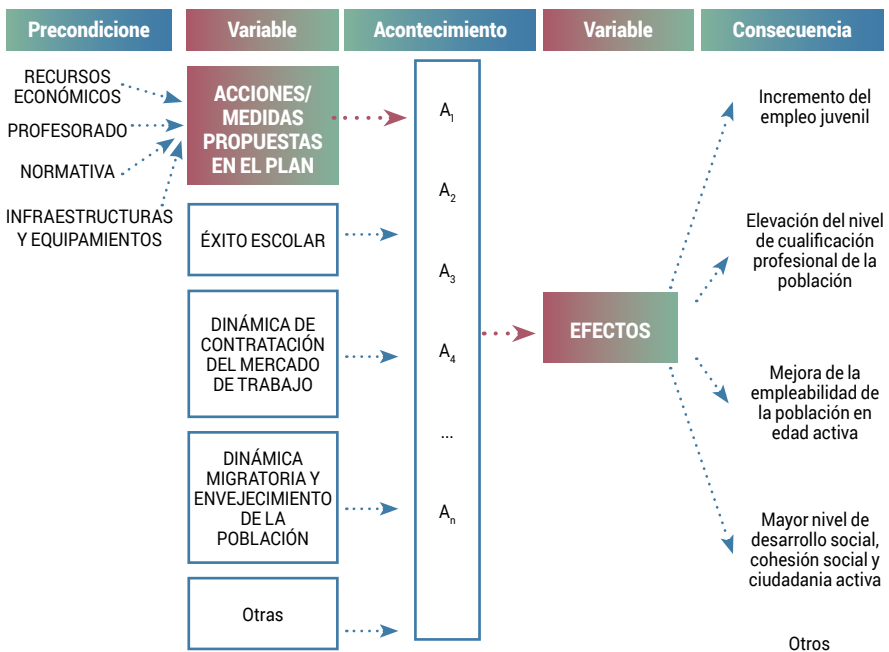 Precondicione
Variable
Acontecimiento
Variable
Consecuencia
RECURSOS
ECONÓMICOS
PROFESORADO
NORMATIVA
INFRAESTRUCTURAS
Y EQUIPAMIENTOS
ACCIONES/
MEDIDAS
PROPUESTAS
EN EL PLAN
ÉXITO ESCOLAR
DINÁMICA DE
CONTRATACIÓN
DEL MERCADO
DE TRABAJO
DINÁMICA
MIGRATORIA Y
ENVEJECIMIENTO
DE LA
POBLACIÓN
Otras
A₁
A₂
A₃
A₄
...
Aₙ
EFECTOS
Incremento del
empleo juvenil
Elevación del nivel
de cualificación
profesional de la
población
Mejora de la
empleabilidad de
la población en
edad activa
Mayor nivel de
desarrollo social,
cohesión social y
ciudadania activa
Otros